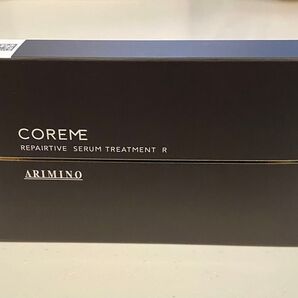 COREME
REPAIRTIVE SERUM TREATMENT R
ARIMINO